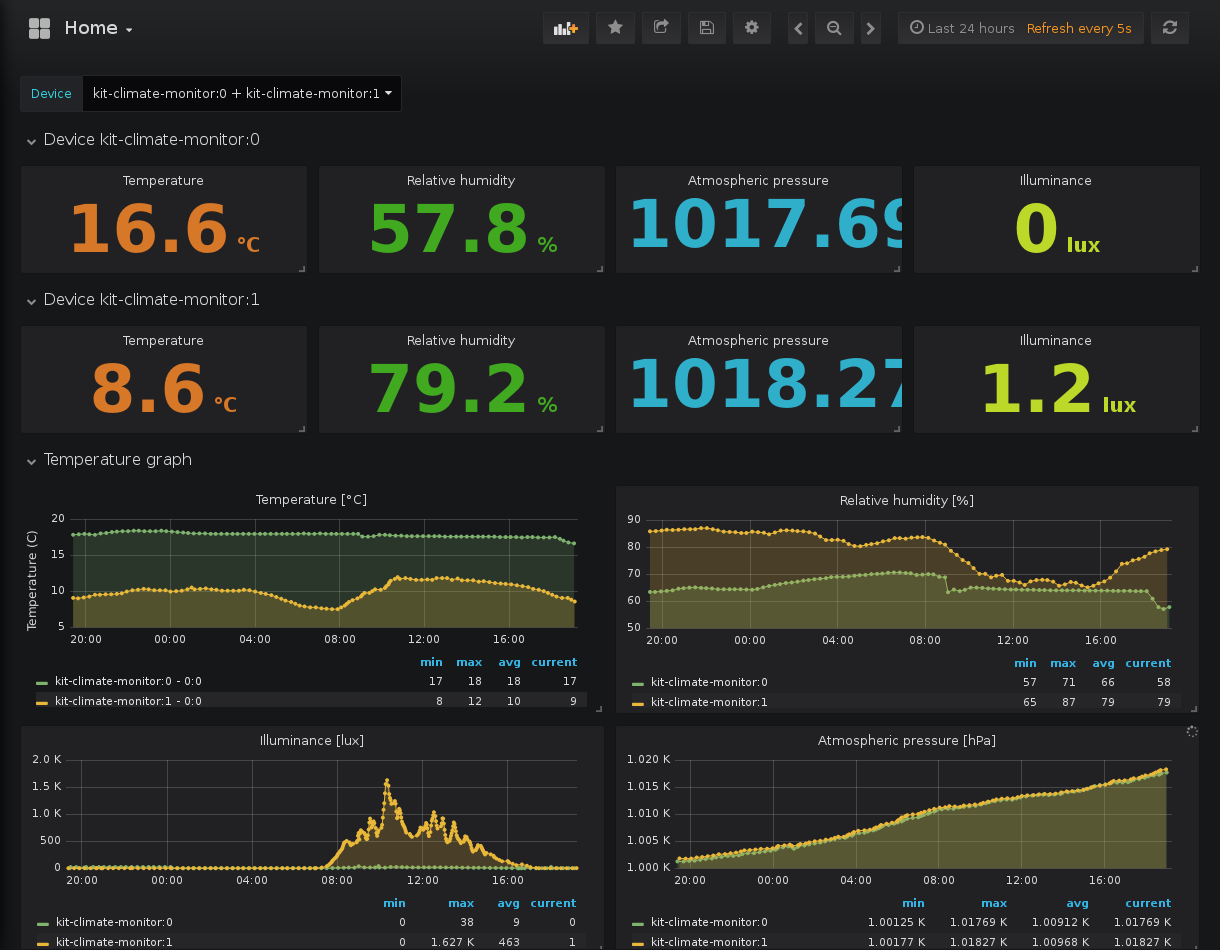 Home
Last 24 hours Refresh every 5s
Device kit-climate-monitor:0 + kit-climate-monitor:1
Device kit-climate-monitor:0
Temperature Relative humidity Atmospheric pressure Illuminance
16.6 °C 57.8 % 1017.69 0 lux
Device kit-climate-monitor:1
Temperature Relative humidity Atmospheric pressure Illuminance
8.6 °C 79.2 % 1018.27 1.2 lux
Temperature graph
Temperature [°C]
Temperature (C)
20
15
10
5
20:00 00:00 04:00 08:00 12:00 16:00
min max avg current
kit-climate-monitor:0 - 0:0 17 18 18 17
kit-climate-monitor:1 - 0:0 8 12 10 9
Relative humidity [%]
90
80
70
60
50
20:00 00:00 04:00 08:00 12:00 16:00
min max avg current
kit-climate-monitor:0 57 71 66 58
kit-climate-monitor:1 65 87 79 79
Illuminance [lux]
2.0 K
1.5 K
1.0 K
500
0
20:00 00:00 04:00 08:00 12:00 16:00
min max avg current
kit-climate-monitor:0 0 38 9 0
kit-climate-monitor:1 0 1.627 K 463 1
Atmospheric pressure [hPa]
1.020 K
1.015 K
1.010 K
1.005 K
1.000 K
20:00 00:00 04:00 08:00 12:00 16:00
min max avg current
kit-climate-monitor:0 1.00125 K 1.01769 K 1.00912 K 1.01769 K
kit-climate-monitor:1 1.00177 K 1.01827 K 1.00968 K 1.01827 K